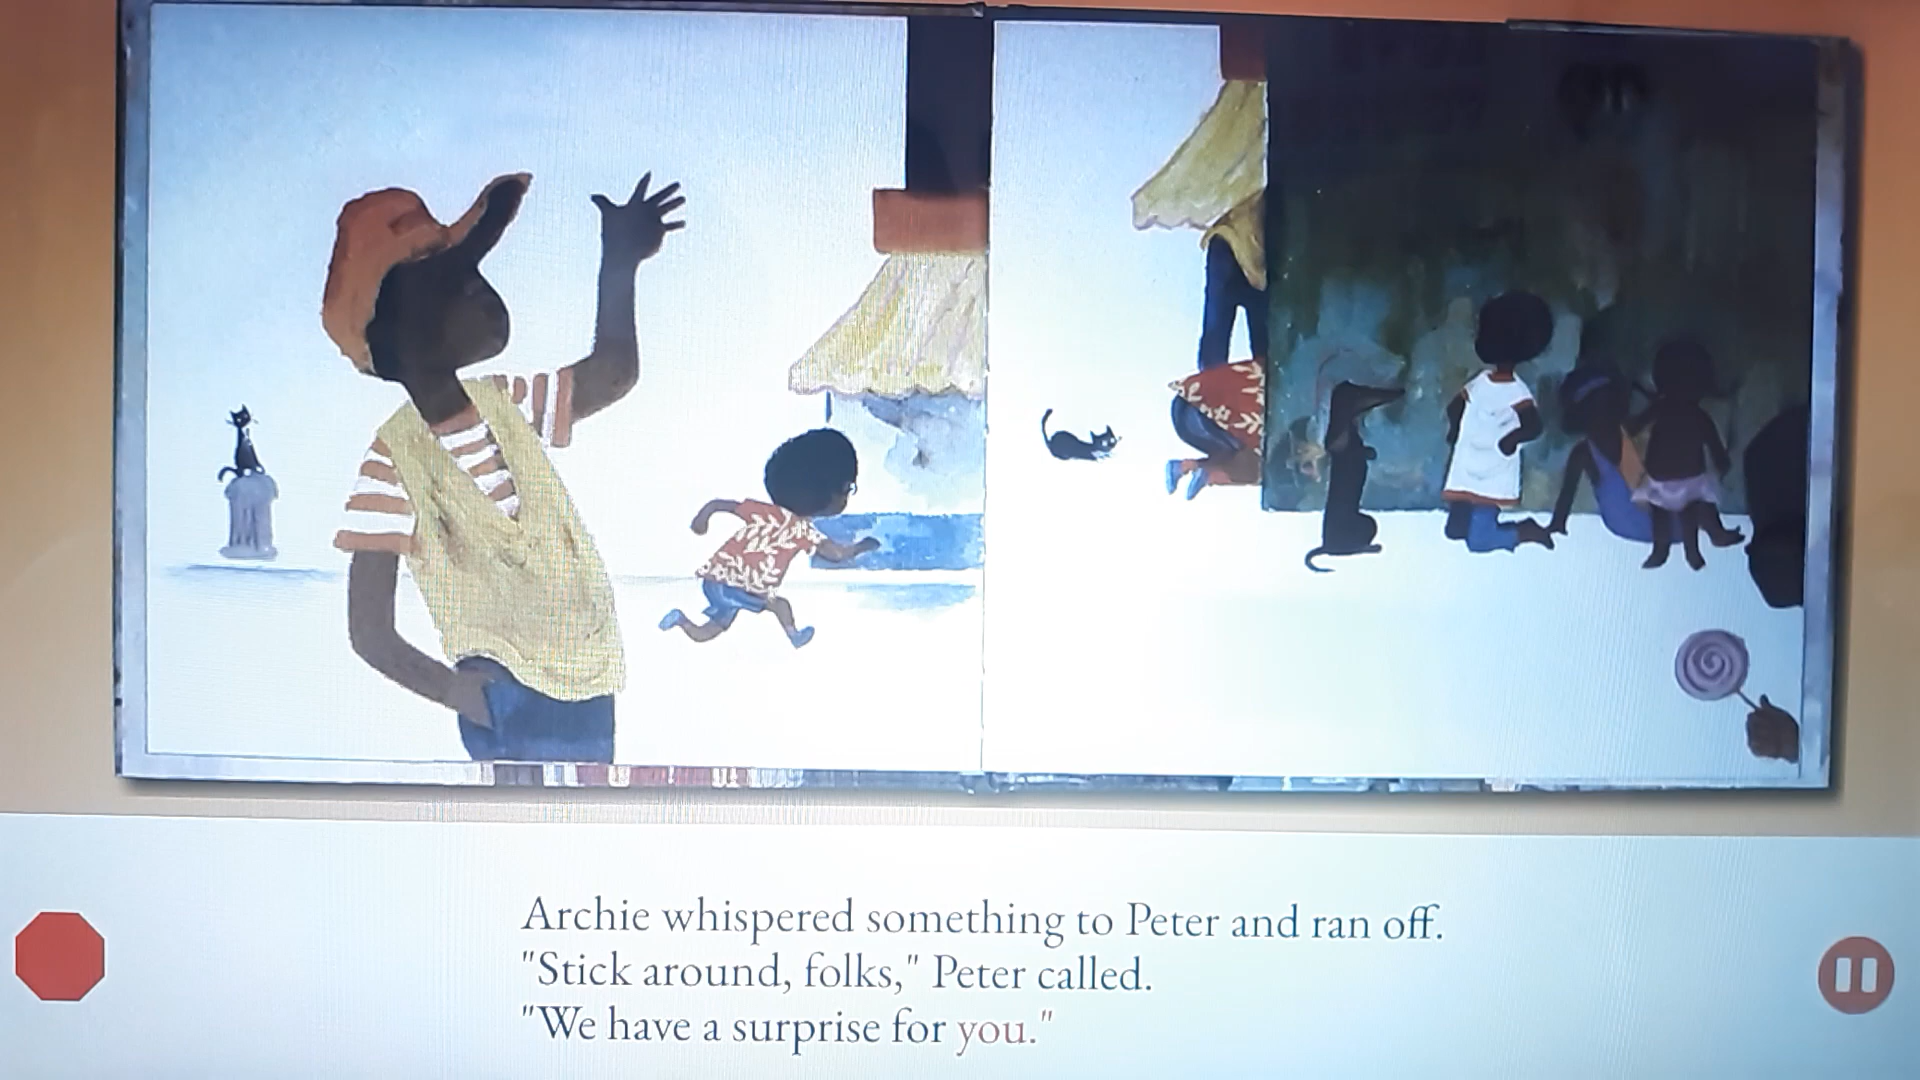 Archie whispered something to Peter and ran off.
"Stick around, folks," Peter called.
"We have a surprise for you."